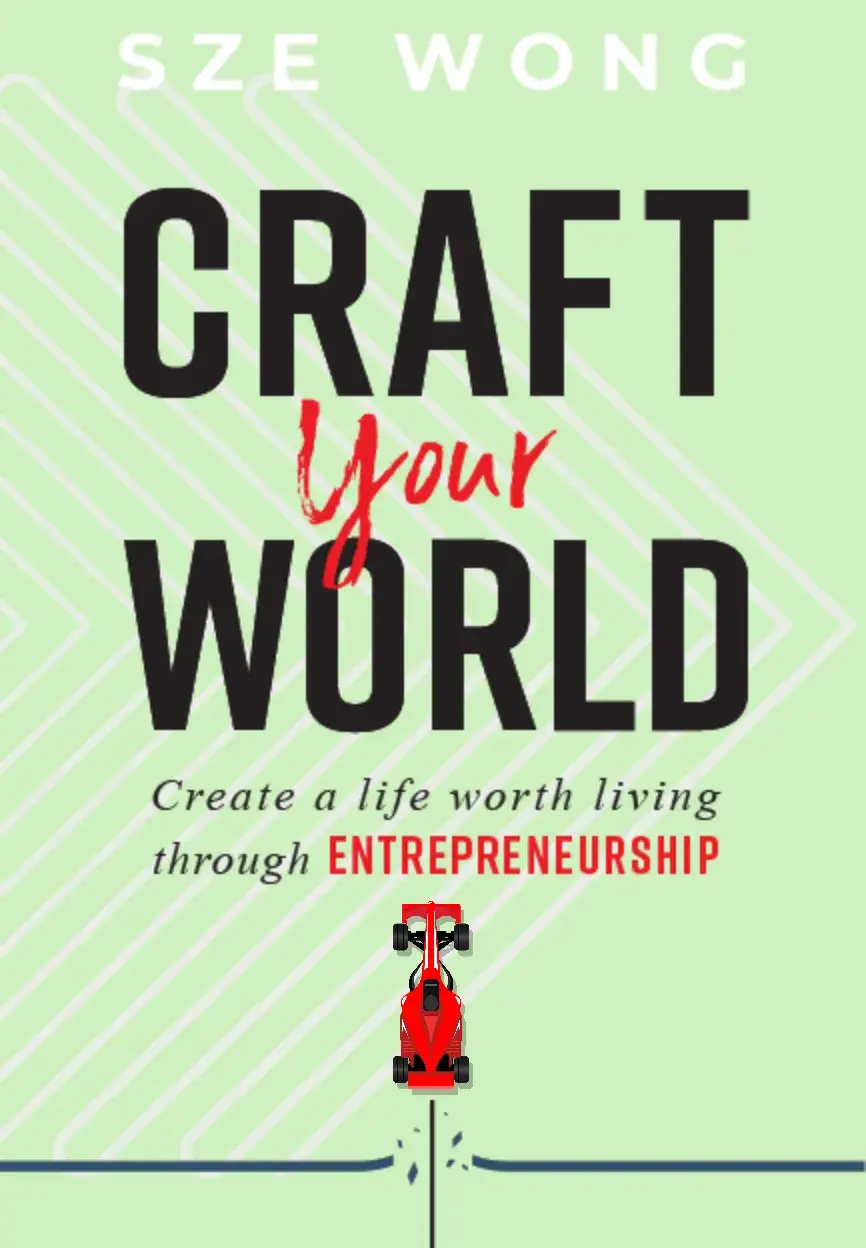 SZE WONG
CRAFT
Your
WORLD
Create a life worth living
through ENTREPRENEURSHIP